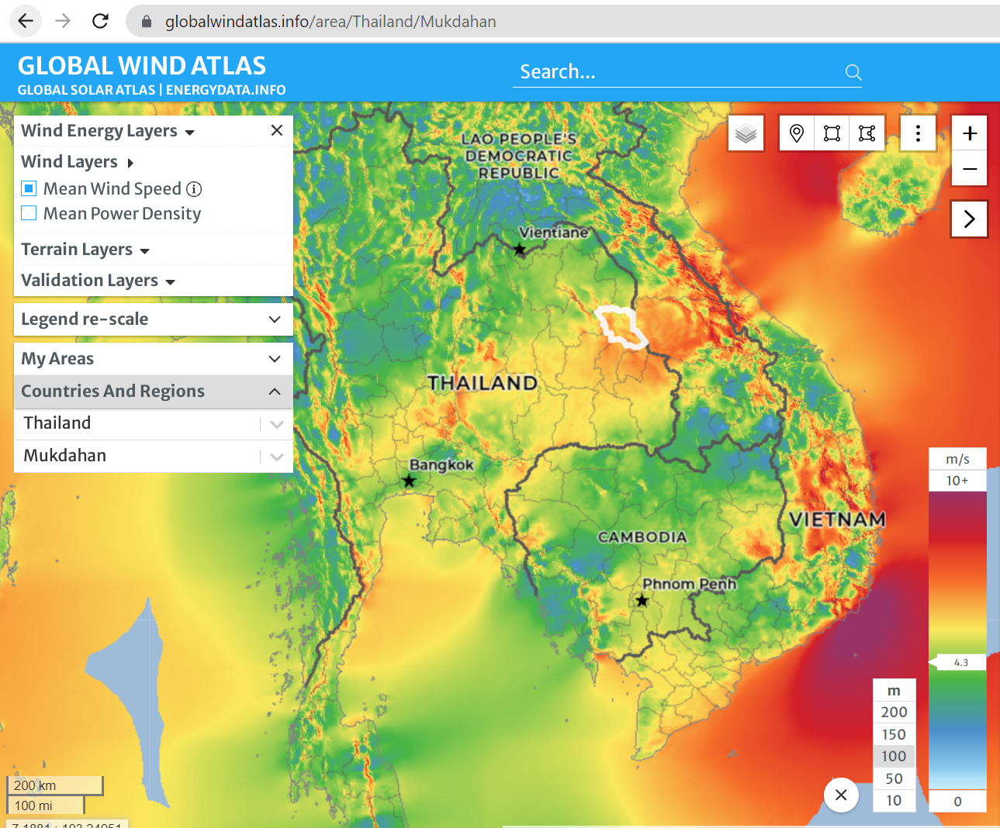 globalwindatlas.info/area/Thailand/Mukdahan
GLOBAL WIND ATLAS
GLOBAL SOLAR ATLAS | ENERGYDATA.INFO
Search...
Wind Energy Layers
Wind Layers
Mean Wind Speed
Mean Power Density
Terrain Layers
Validation Layers
Legend re-scale
My Areas
Countries And Regions
Thailand
Mukdahan
LAO PEOPLE'S
DEMOCRATIC
REPUBLIC
Vientiane
THAILAND
Bangkok
CAMBODIA
VIETNAM
Phnom Penh
m/s
10+
4.3
0
m
200
150
100
50
10
200 km
100 mi